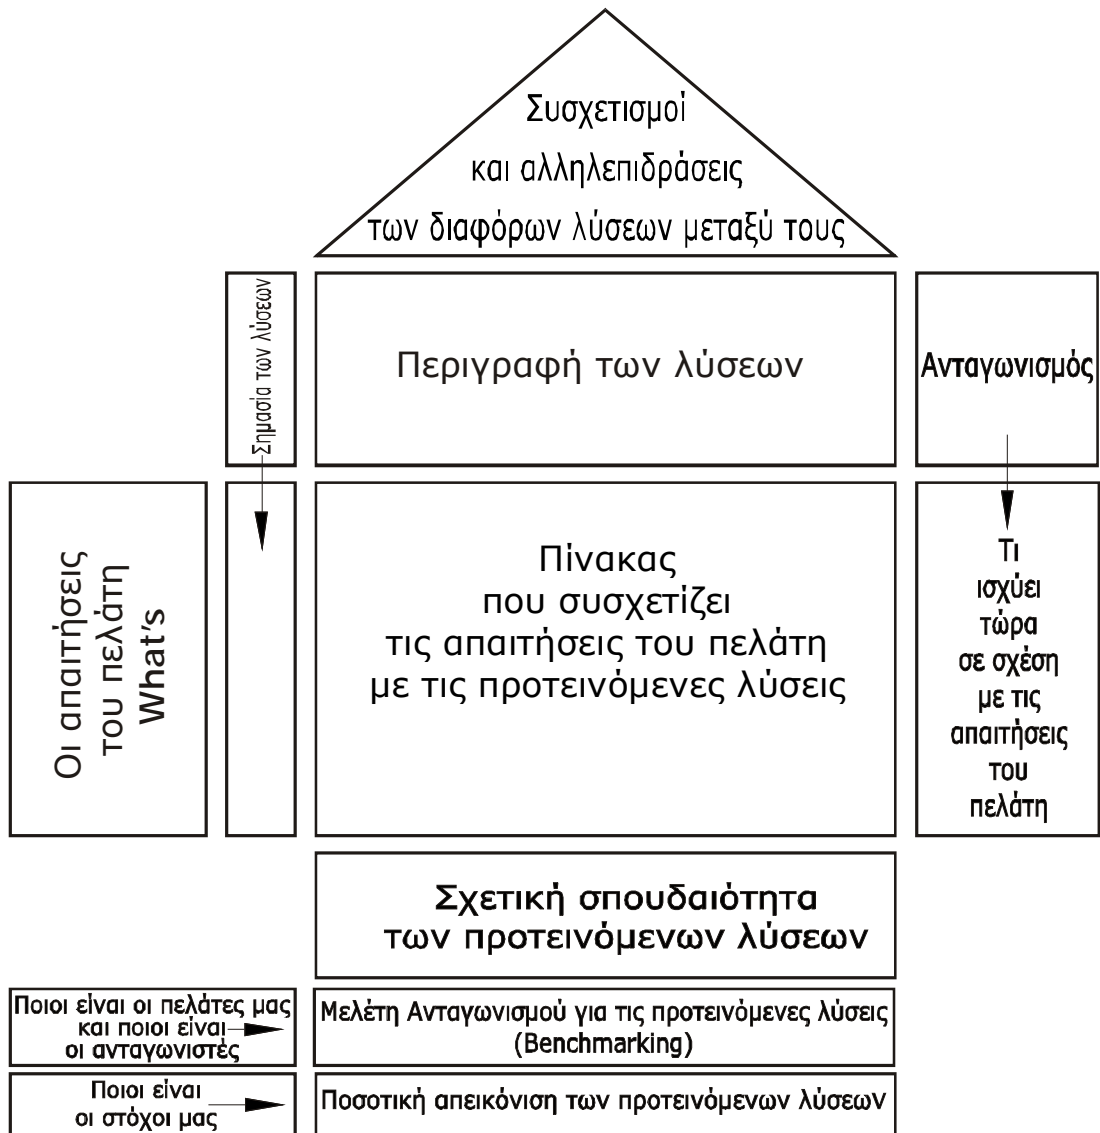 Συσχετισμοί
και αλληλεπιδράσεις
των διαφόρων λύσεων μεταξύ τους
Σημασία των λύσεων
Περιγραφή των λύσεων
Ανταγωνισμός
Οι απαιτήσεις
του πελάτη
What's
Πίνακας
που συσχετίζει
τις απαιτήσεις του πελάτη
με τις προτεινόμενες λύσεις
Τι
ισχύει
τώρα
σε σχέση
με τις
απαιτήσεις
του
πελάτη
Σχετική σπουδαιότητα
των προτεινόμενων λύσεων
Ποιοι είναι οι πελάτες μας
και ποιοι είναι
οι ανταγωνιστές
Μελέτη Ανταγωνισμού για τις προτεινόμενες λύσεις
(Benchmarking)
Ποιοι είναι
οι στόχοι μας
Ποσοτική απεικόνιση των προτεινόμενων λύσεων